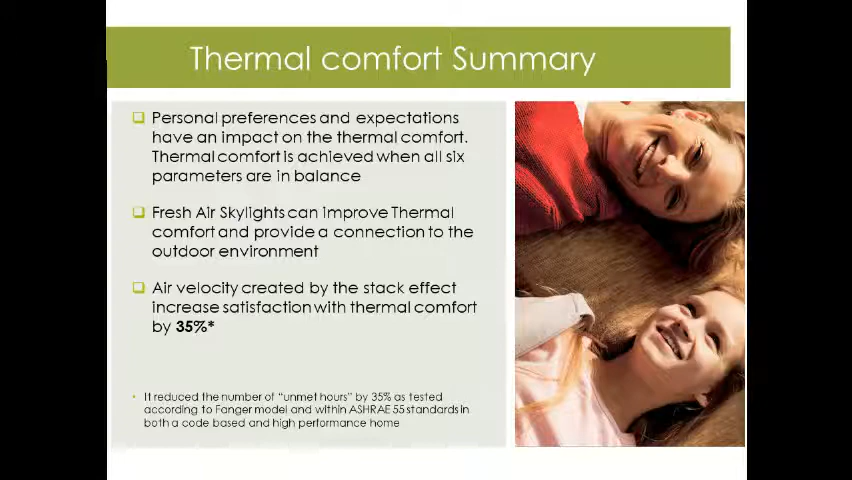 Thermal comfort Summary
Personal preferences and expectations
have an impact on the thermal comfort.
Thermal comfort is achieved when all six
parameters are in balance
Fresh Air Skylights can improve Thermal
comfort and provide a connection to the
outdoor environment
Air velocity created by the stack effect
increase satisfaction with thermal comfort
by 35%*
It reduced the number of “unmet hours” by 35% as tested
according to Fanger model and within ASHRAE 55 standards in
both a code based and high performance home